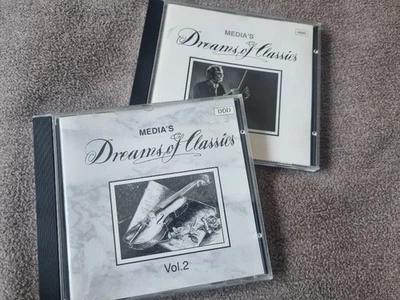 MEDIA'S
Dreams of Classics
MEDIA'S
Dreams of Classics
DDD
Vol.2